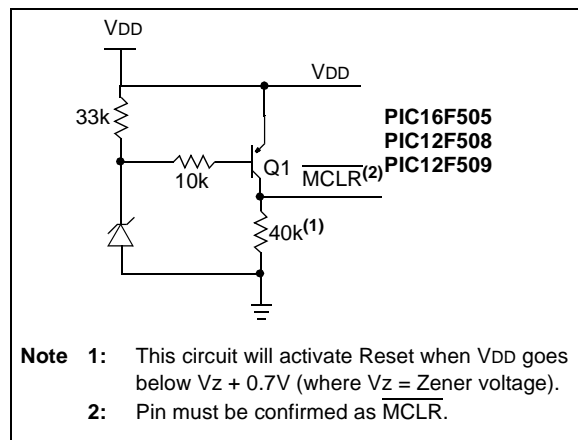 VDD
VDD
33k
PIC16F505
PIC12F508
PIC12F509
Q1
MCLR(2)
10k
40k(1)
Note 1: This circuit will activate Reset when VDD goes
below Vz + 0.7V (where Vz = Zener voltage).
2: Pin must be confirmed as MCLR.